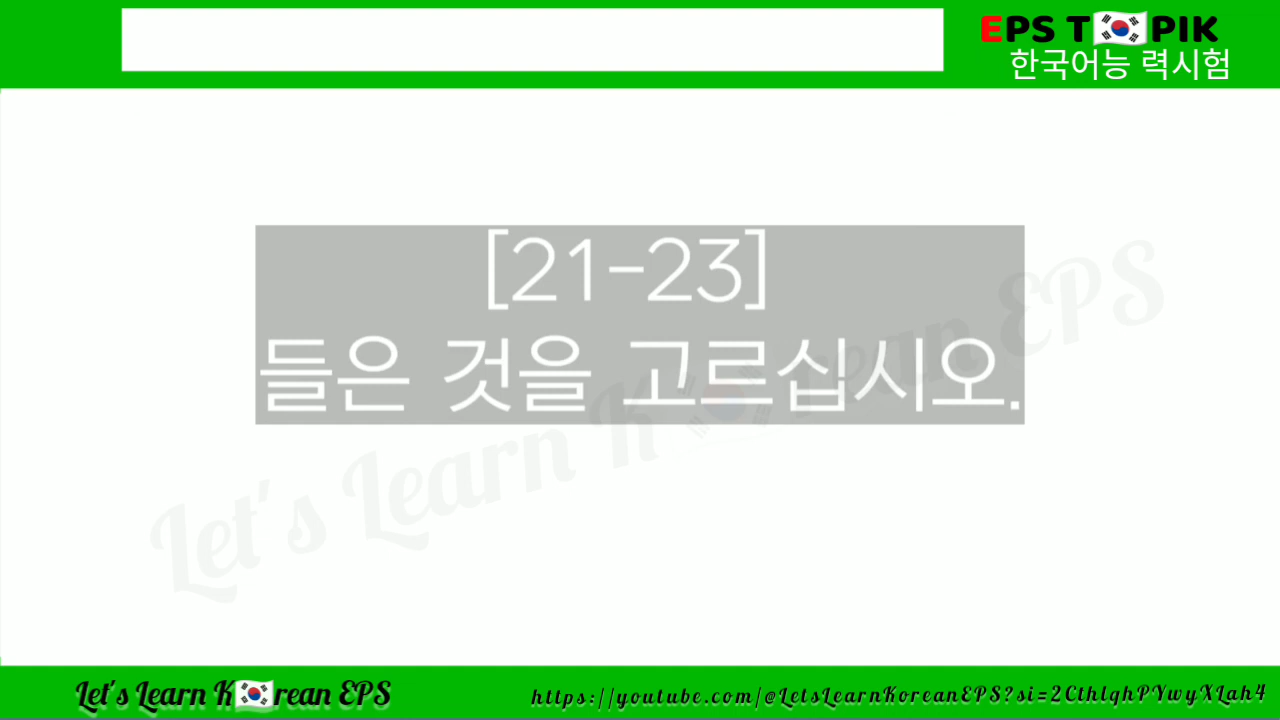 EPS TOPIK
한국어능 력시험
[21-23]
들은 것을 고르십시오.
Let's Learn Korean EPS
Let's Learn Korean EPS
https://youtube.com/@LetsLearnKoreanEPS?si=2CthlqhPYwyXLah4